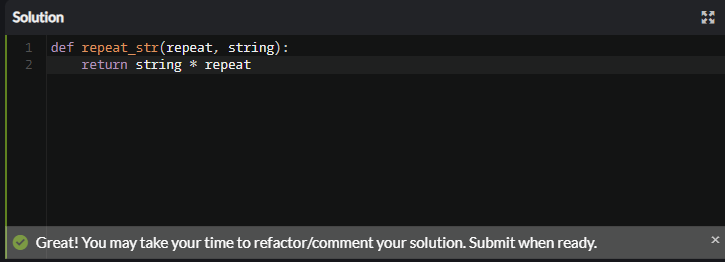 Solution
1 def repeat_str(repeat, string):
2     return string * repeat
Great! You may take your time to refactor/comment your solution. Submit when ready. ×